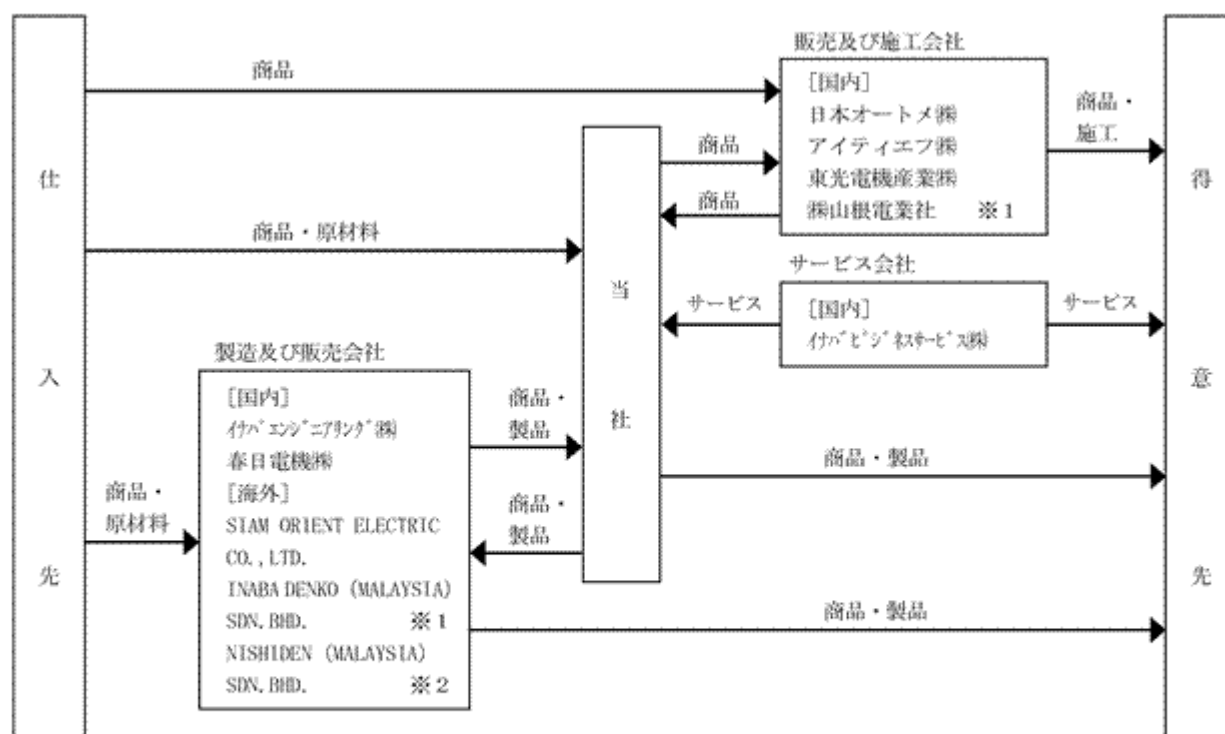 仕入先
商品
商品・原材料
商品・
原材料
製造及び販売会社
[国内]
イナバエンジニアリング㈱
春日電機㈱
[海外]
SIAM ORIENT ELECTRIC
CO.,LTD.
INABA DENKO (MALAYSIA)
SDN.BHD. ※1
NISHIDEN (MALAYSIA)
SDN.BHD. ※2
商品・
製品
商品・
製品
当社
商品
商品
サービス
販売及び施工会社
[国内]
日本オートメ㈱
アイティエフ㈱
東光電機産業㈱
㈱山根電業社 ※1
サービス会社
[国内]
イナバビジネスサービス㈱
商品・
施工
サービス
商品・製品
商品・製品
得意先